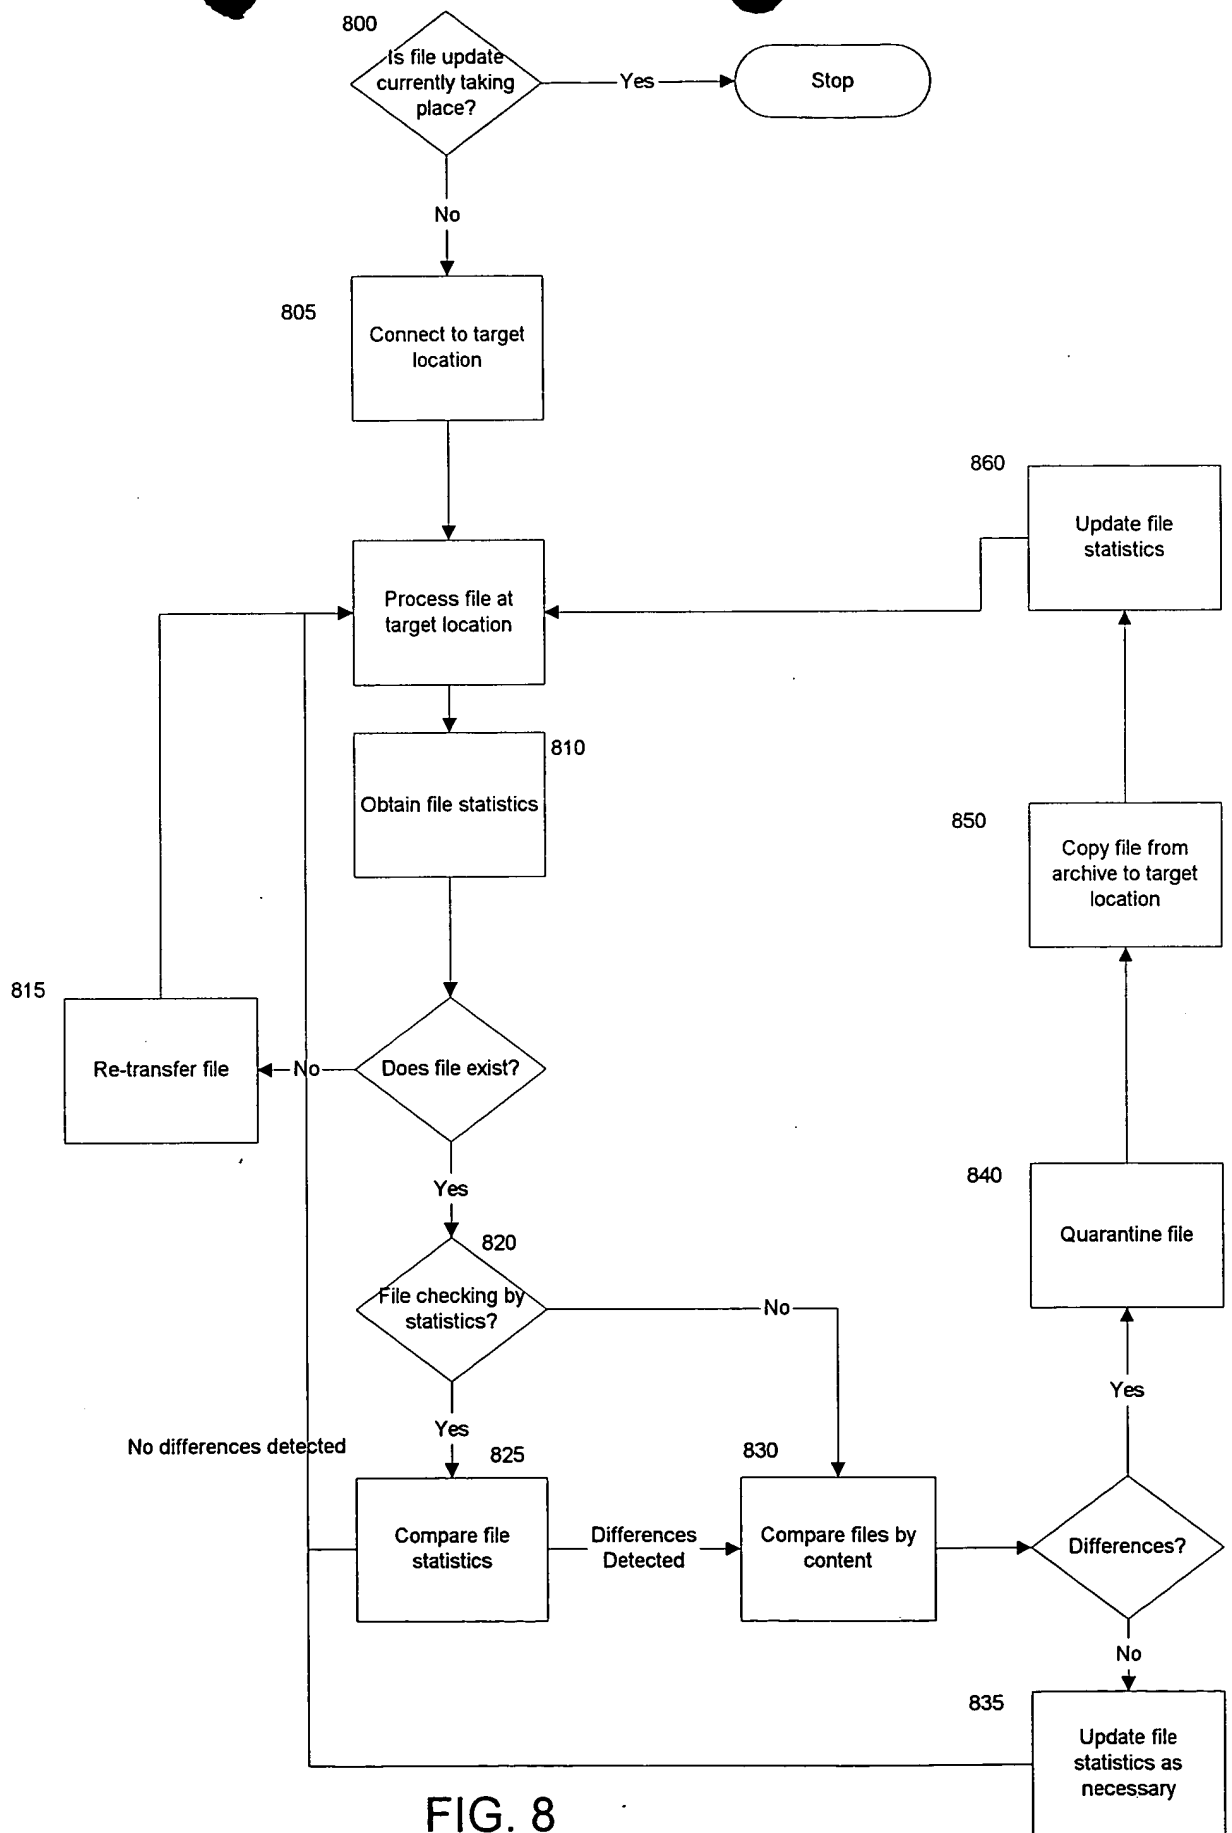 800
Is file update
currently taking
place?
Yes
Stop
No
805
Connect to target
location
860
Update file
statistics
Process file at
target location
810
Obtain file statistics
850
Copy file from
archive to target
location
815
Re-transfer file
No
Does file exist?
Yes
840
Quarantine file
820
File checking by
statistics?
No
Yes
Yes
No differences detected
825
830
Compare file
statistics
Differences
Detected
Compare files by
content
Differences?
No
835
Update file
statistics as
necessary
FIG. 8